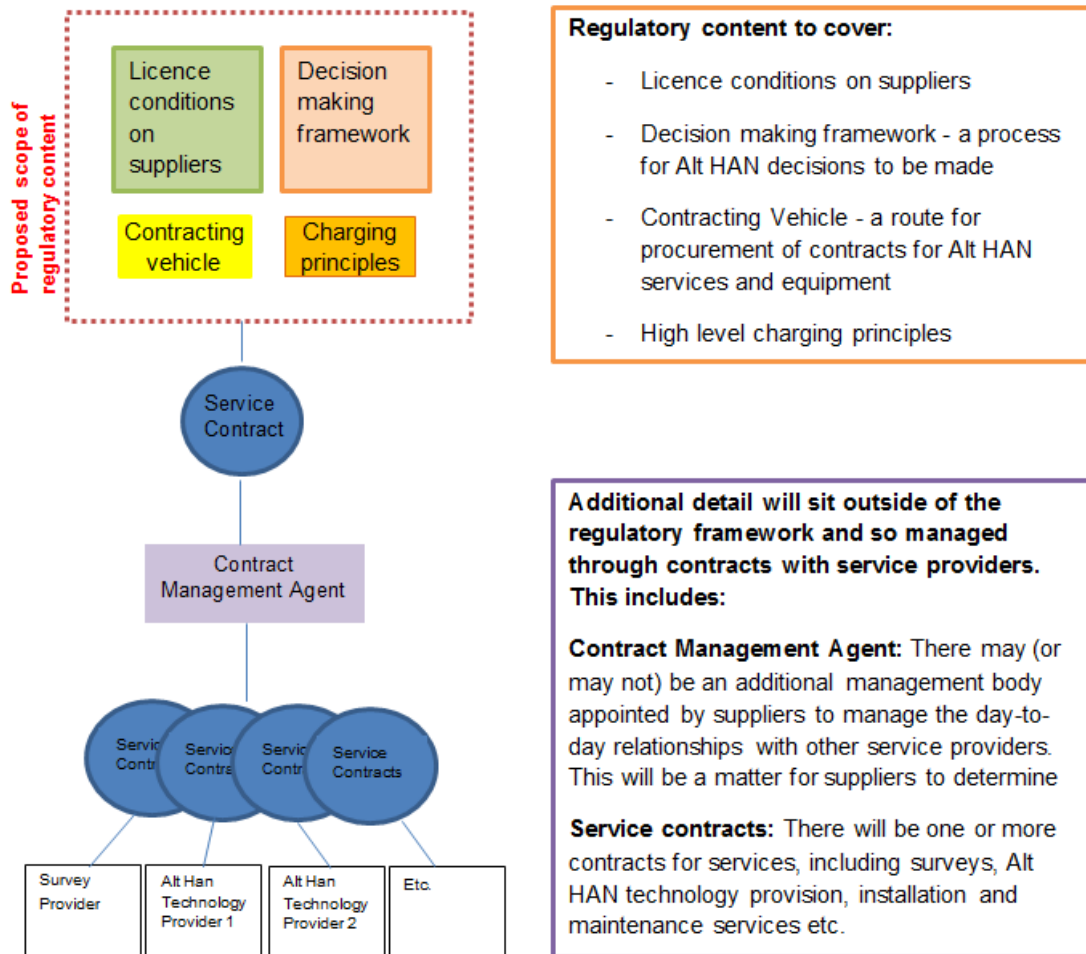 Proposed scope of
regulatory content
Licence
conditions
on
suppliers
Decision
making
framework
Contracting
vehicle
Charging
principles
Service
Contract
Contract
Management Agent
Servic
Contra
Servic
Contra
Servic
Contra
Service
Contracts
Survey
Provider
Alt Han
Technology
Provider 1
Alt Han
Technology
Provider 2
Etc.
Regulatory content to cover:
- Licence conditions on suppliers
- Decision making framework - a process
for Alt HAN decisions to be made
- Contracting Vehicle - a route for
procurement of contracts for Alt HAN
services and equipment
- High level charging principles
Additional detail will sit outside of the
regulatory framework and so managed
through contracts with service providers.
This includes:
Contract Management Agent: There may (or
may not) be an additional management body
appointed by suppliers to manage the day-to-
day relationships with other service providers.
This will be a matter for suppliers to determine
Service contracts: There will be one or more
contracts for services, including surveys, Alt
HAN technology provision, installation and
maintenance services etc.